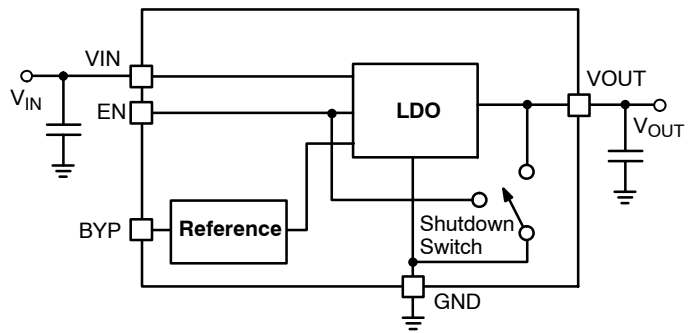 VIN
VOUT
V_IN
EN
LDO
V_OUT
BYP
Reference
Shutdown
Switch
GND